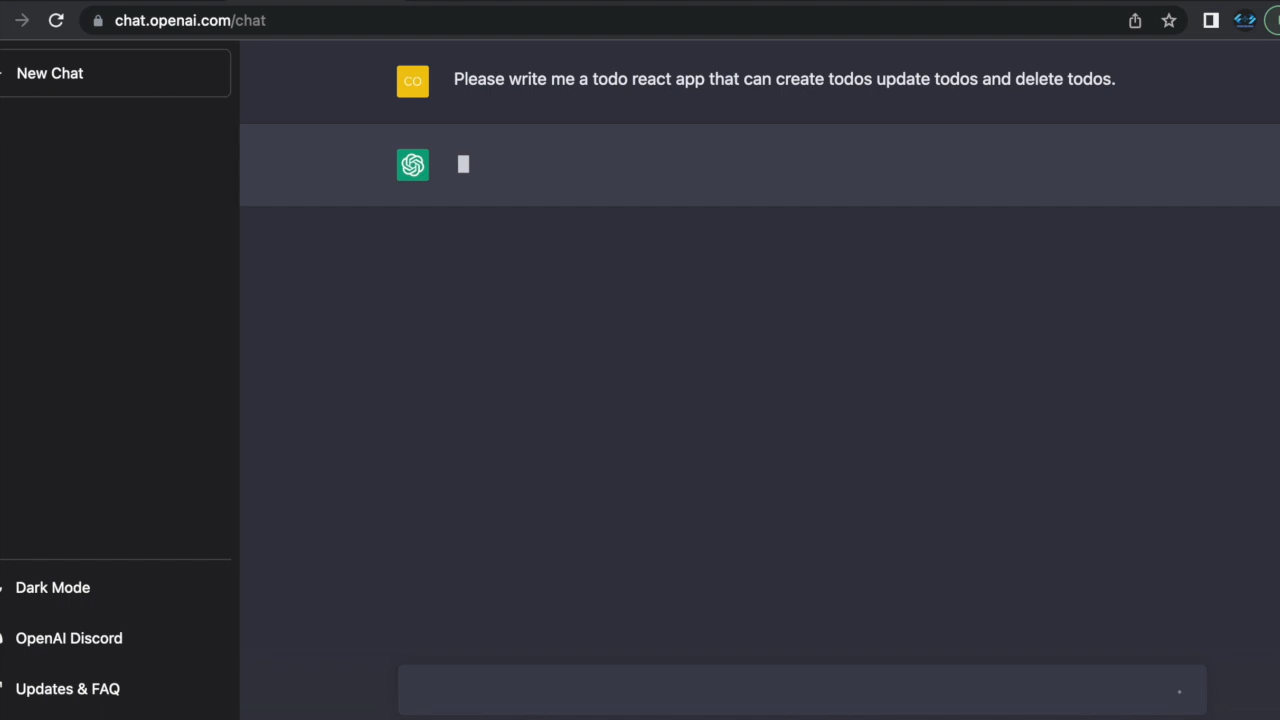 chat.openai.com/chat
New Chat
CO
Please write me a todo react app that can create todos update todos and delete todos.
Dark Mode
OpenAI Discord
Updates & FAQ